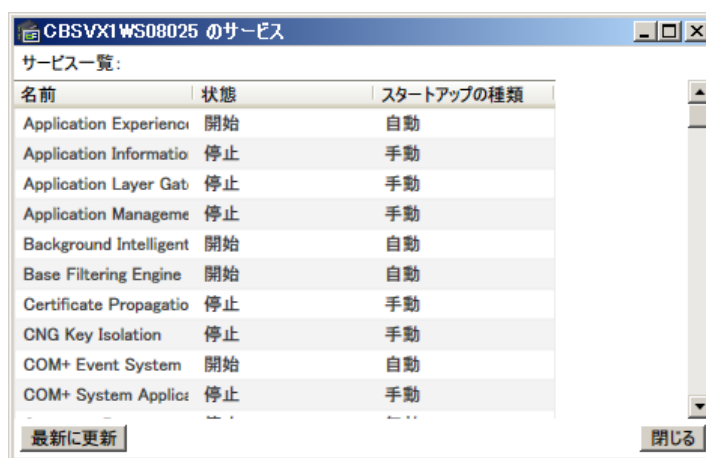 CBSVX1WS08025 のサービス
サービス一覧:
名前 状態 スタートアップの種類
Application Experienc 開始 自動
Application Informatio 停止 手動
Application Layer Gat 停止 手動
Application Manageme 停止 手動
Background Intelligent 開始 自動
Base Filtering Engine 開始 自動
Certificate Propagatio 停止 手動
CNG Key Isolation 停止 手動
COM+ Event System 開始 自動
COM+ System Applic 停止 手動
最新に更新 閉じる